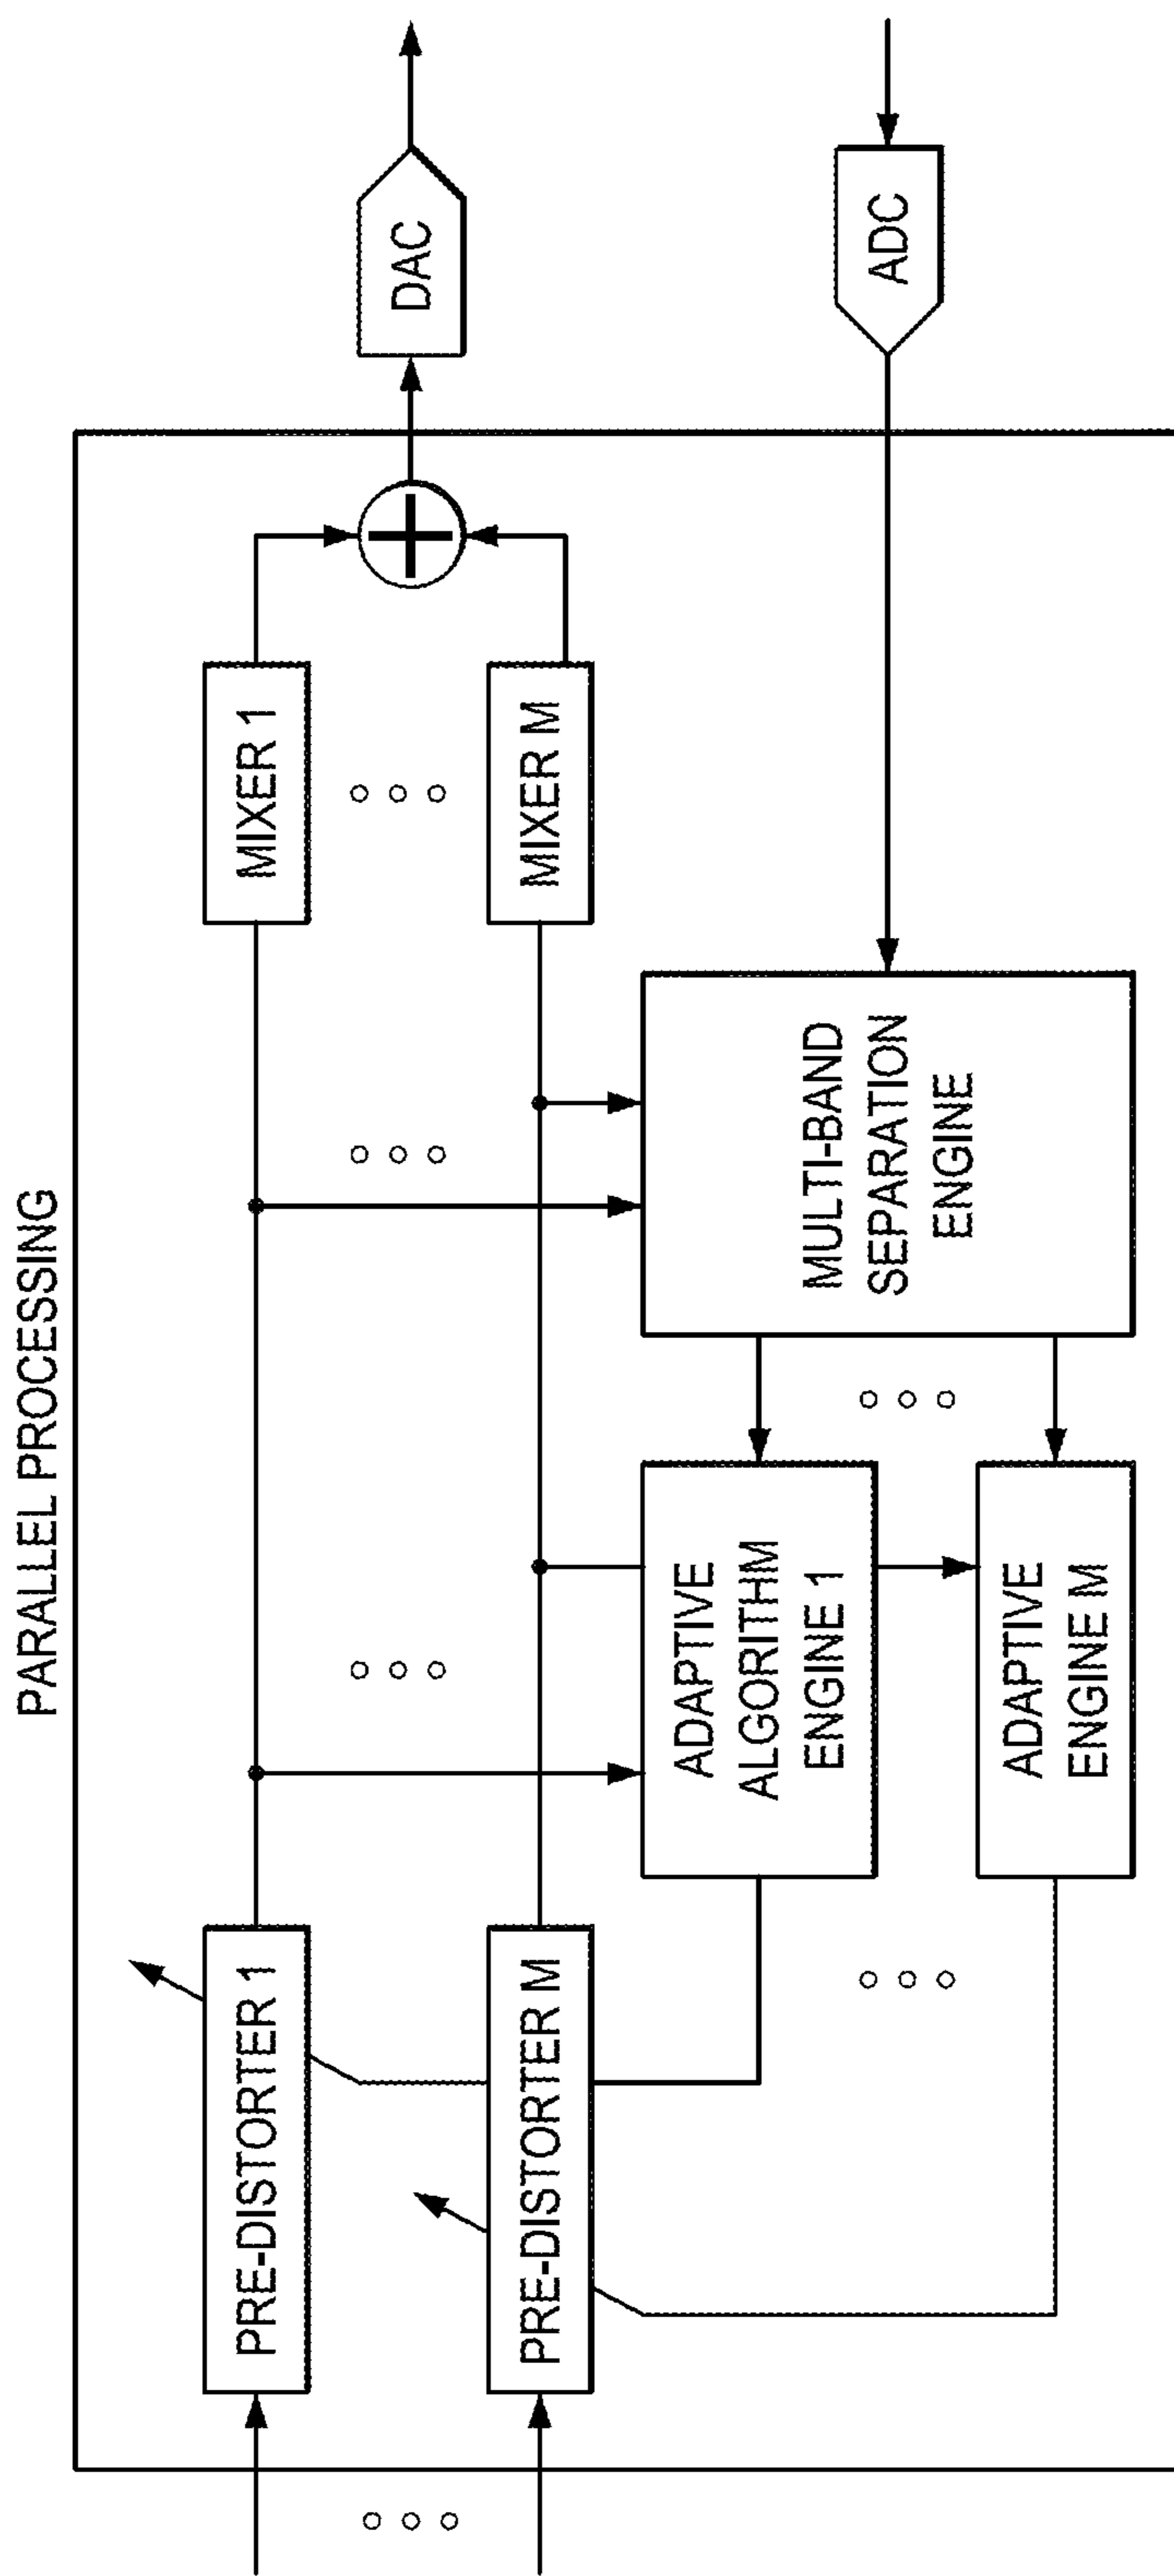 PARALLEL PROCESSING
PRE-DISTORTER 1
MIXER 1
DAC
PRE-DISTORTER M
MIXER M
ADAPTIVE
ALGORITHM
ENGINE 1
MULTI-BAND
SEPARATION
ENGINE
ADC
ADAPTIVE
ENGINE M